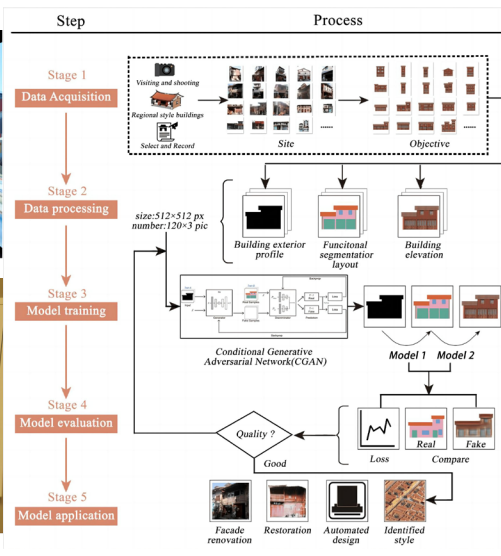 Step
Process
Stage 1
Data Acquisition
Visiting and shooting
Regional style buildings
Select and Record
......
Site
......
Objective
Stage 2
Data processing
size:512×512 px
number:120×3 pic
Building exterior
profile
Funcitonal
segmentatior
layout
Building
elevation
Stage 3
Model training
Conditional Generative
Adversarial Network(CGAN)
Model 1
Model 2
Stage 4
Model evaluation
Quality ?
Good
Loss
Real
Fake
Compare
Stage 5
Model application
Facade
renovation
Restoration
Automated
design
Identified
style